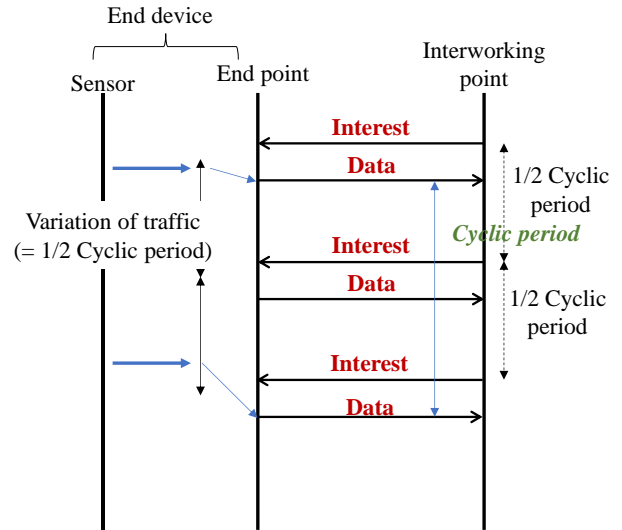 End device
Sensor
End point
Interworking
point
Interest
Data
1/2 Cyclic
period
Variation of traffic
(= 1/2 Cyclic period)
Cyclic period
Interest
Data
1/2 Cyclic
period
Interest
Data